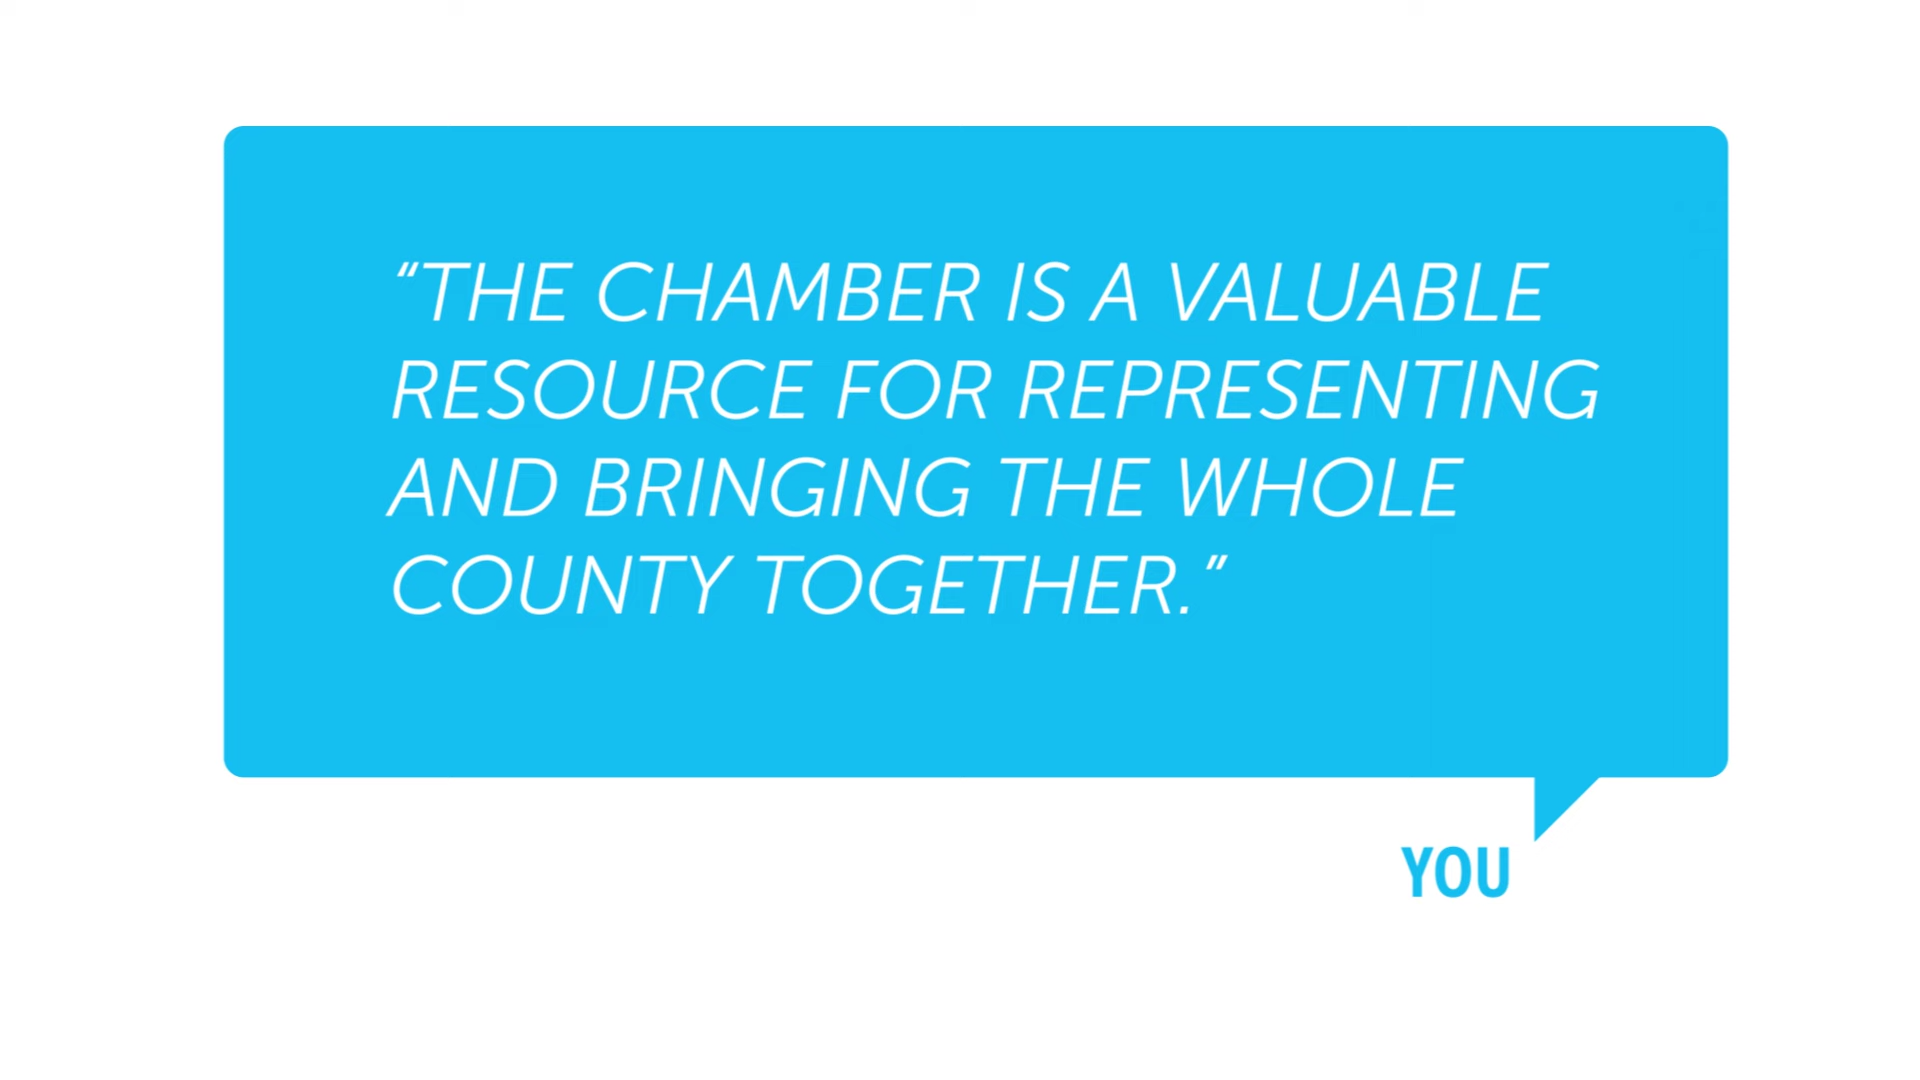 “THE CHAMBER IS A VALUABLE
RESOURCE FOR REPRESENTING
AND BRINGING THE WHOLE
COUNTY TOGETHER.”
YOU